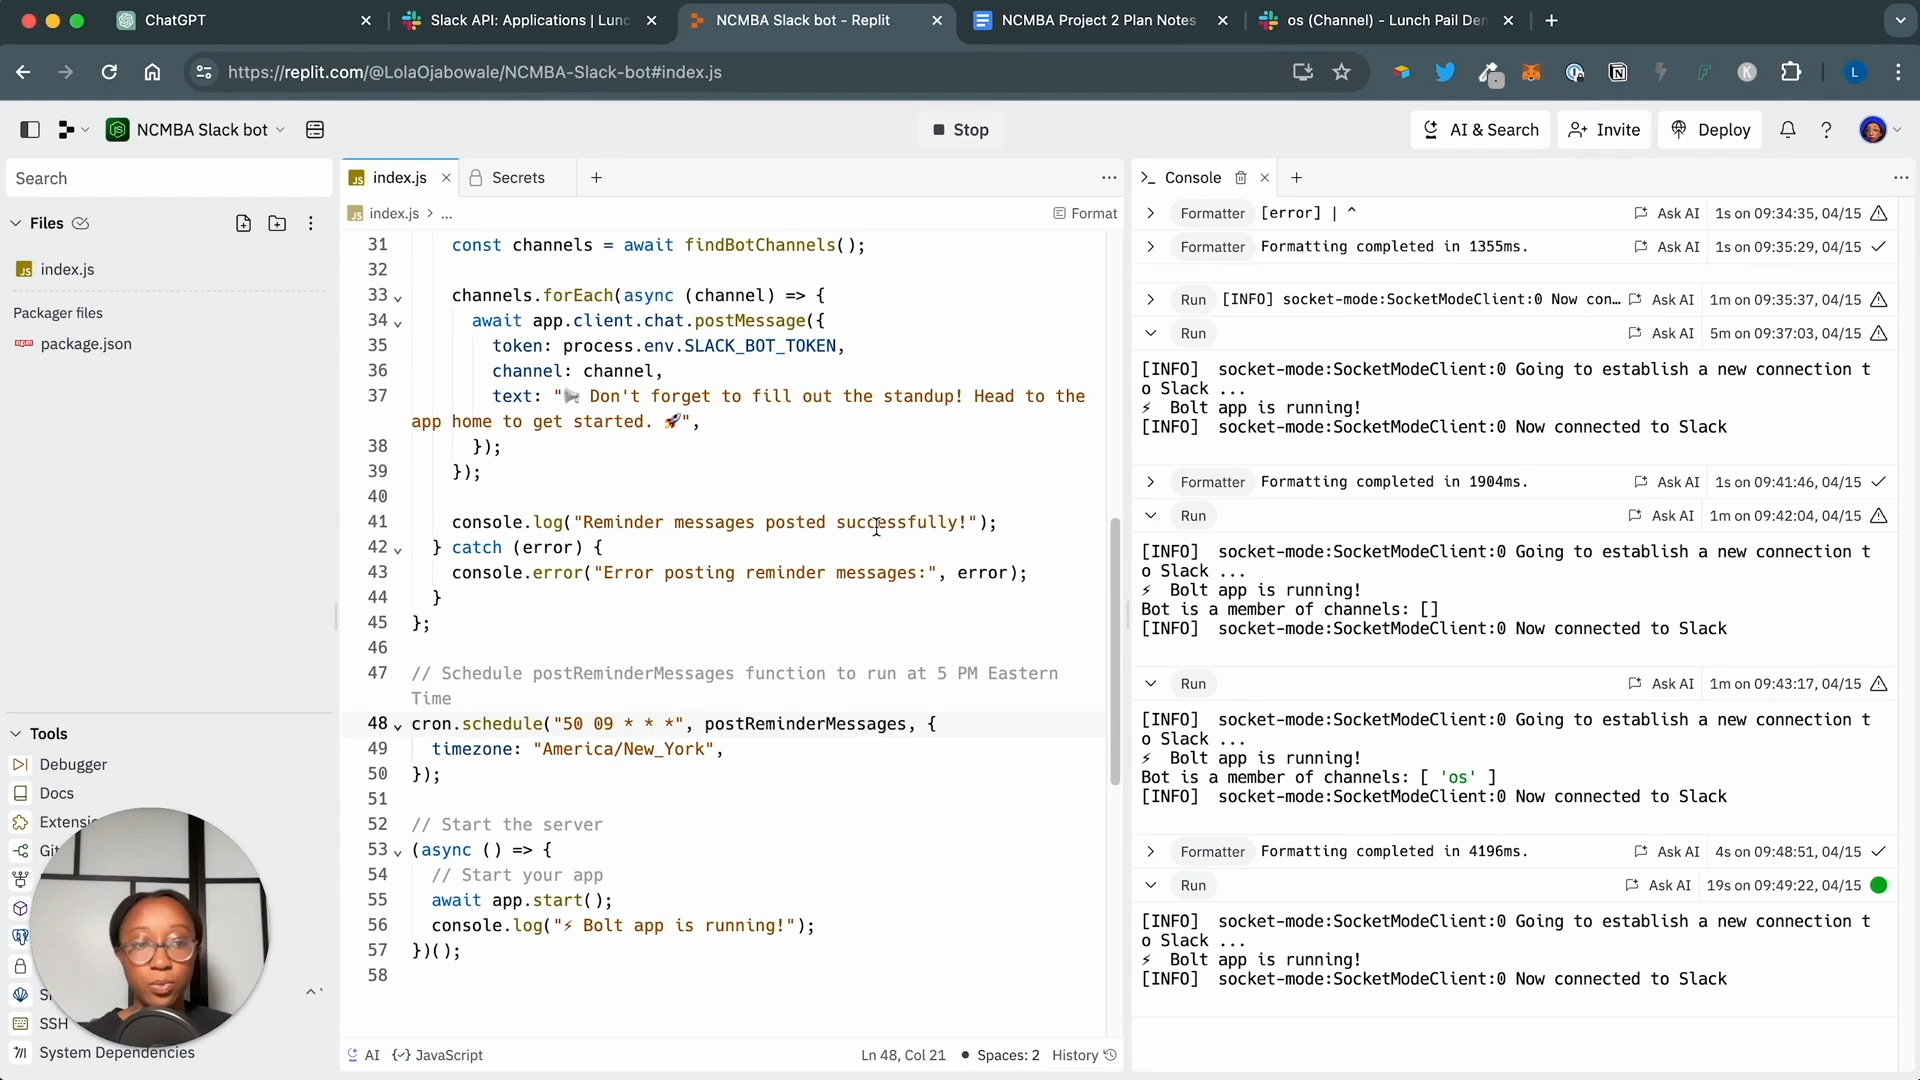 ChatGPT
Slack API: Applications | Lunc
NCMBA Slack bot - Replit
NCMBA Project 2 Plan Notes
os (Channel) - Lunch Pail Den
https://replit.com/@LolaOjabowale/NCMBA-Slack-bot#index.js
L
NCMBA Slack bot
Stop
AI & Search
Invite
Deploy
Search
Files
index.js
Packager files
package.json
Tools
Debugger
Docs
Extensio
Git
SSH
System Dependencies
index.js
Secrets
index.js > ...
Format
31 const channels = await findBotChannels();
32
33 channels.forEach(async (channel) => {
34 await app.client.chat.postMessage({
35 token: process.env.SLACK_BOT_TOKEN,
36 channel: channel,
37 text: "📢 Don't forget to fill out the standup! Head to the
app home to get started. 🚀",
38 });
39 });
40
41 console.log("Reminder messages posted successfully!");
42 } catch (error) {
43 console.error("Error posting reminder messages:", error);
44 }
45 };
46
47 // Schedule postReminderMessages function to run at 5 PM Eastern
Time
48 cron.schedule("50 09 * * *", postReminderMessages, {
49 timezone: "America/New_York",
50 });
51
52 // Start the server
53 (async () => {
54 // Start your app
55 await app.start();
56 console.log("⚡ Bolt app is running!");
57 })();
58
AI
JavaScript
Ln 48, Col 21
Spaces: 2
History
Console
Formatter [error] | ^ Ask AI 1s on 09:34:35, 04/15
Formatter Formatting completed in 1355ms. Ask AI 1s on 09:35:29, 04/15
Run [INFO] socket-mode:SocketModeClient:0 Now con… Ask AI 1m on 09:35:37, 04/15
Run Ask AI 5m on 09:37:03, 04/15
[INFO] socket-mode:SocketModeClient:0 Going to establish a new connection t
o Slack ...
⚡ Bolt app is running!
[INFO] socket-mode:SocketModeClient:0 Now connected to Slack
Formatter Formatting completed in 1904ms. Ask AI 1s on 09:41:46, 04/15
Run Ask AI 1m on 09:42:04, 04/15
[INFO] socket-mode:SocketModeClient:0 Going to establish a new connection t
o Slack ...
⚡ Bolt app is running!
Bot is a member of channels: []
[INFO] socket-mode:SocketModeClient:0 Now connected to Slack
Run Ask AI 1m on 09:43:17, 04/15
[INFO] socket-mode:SocketModeClient:0 Going to establish a new connection t
o Slack ...
⚡ Bolt app is running!
Bot is a member of channels: [ 'os' ]
[INFO] socket-mode:SocketModeClient:0 Now connected to Slack
Formatter Formatting completed in 4196ms. Ask AI 4s on 09:48:51, 04/15
Run Ask AI 19s on 09:49:22, 04/15
[INFO] socket-mode:SocketModeClient:0 Going to establish a new connection t
o Slack ...
⚡ Bolt app is running!
[INFO] socket-mode:SocketModeClient:0 Now connected to Slack